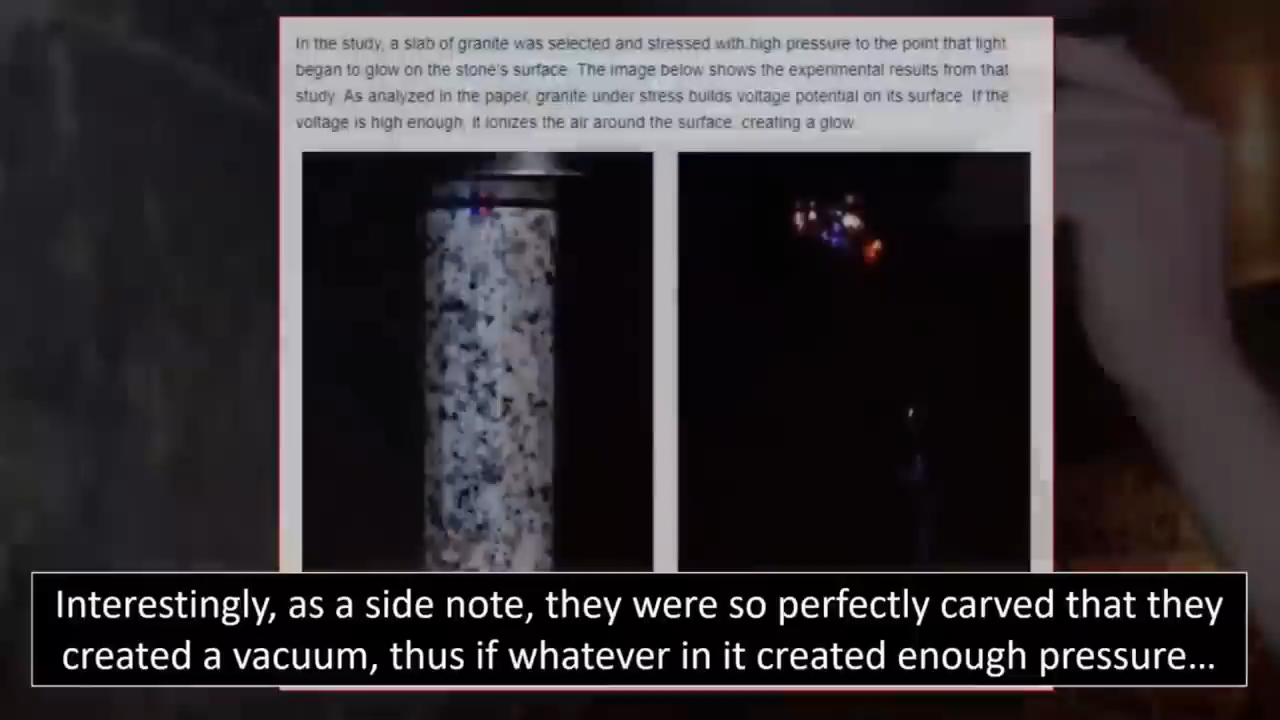 In the study, a slab of granite was selected and stressed with high pressure to the point that light
began to glow on the stone's surface. The image below shows the experimental results from that
study. As analyzed in the paper, granite under stress builds voltage potential on its surface. If the
voltage is high enough, it ionizes the air around the surface, creating a glow.
Interestingly, as a side note, they were so perfectly carved that they
created a vacuum, thus if whatever in it created enough pressure...